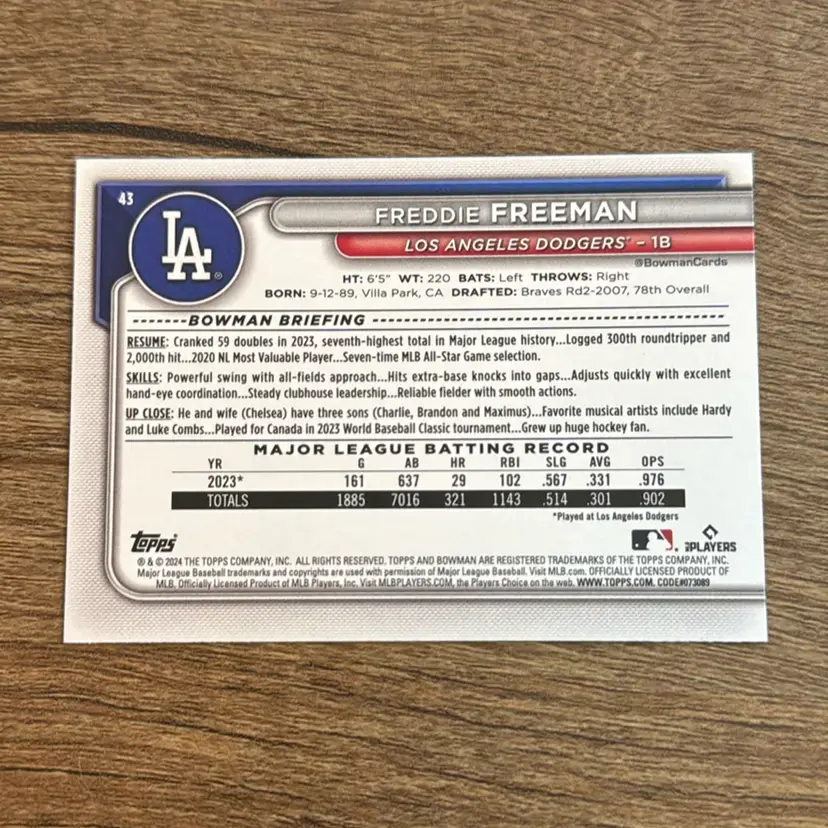 43
LA®
FREDDIE FREEMAN
LOS ANGELES DODGERS® – 1B
@BowmanCards
HT: 6'5" WT: 220 BATS: Left THROWS: Right
BORN: 9-12-89, Villa Park, CA DRAFTED: Braves Rd2-2007, 78th Overall
BOWMAN BRIEFING
RESUME: Cranked 59 doubles in 2023, seventh-highest total in Major League history...Logged 300th roundtripper and
2,000th hit...2020 NL Most Valuable Player...Seven-time MLB All-Star Game selection.
SKILLS: Powerful swing with all-fields approach...Hits extra-base knocks into gaps...Adjusts quickly with excellent
hand-eye coordination...Steady clubhouse leadership...Reliable fielder with smooth actions.
UP CLOSE: He and wife (Chelsea) have three sons (Charlie, Brandon and Maximus)...Favorite musical artists include Hardy
and Luke Combs...Played for Canada in 2023 World Baseball Classic tournament...Grew up huge hockey fan.
MAJOR LEAGUE BATTING RECORD
YR G AB HR RBI SLG AVG OPS
2023* 161 637 29 102 .567 .331 .976
TOTALS 1885 7016 321 1143 .514 .301 .902
*Played at Los Angeles Dodgers
Topps PLAYERS
® & © 2024 THE TOPPS COMPANY, INC. ALL RIGHTS RESERVED. TOPPS AND BOWMAN ARE REGISTERED TRADEMARKS OF THE TOPPS COMPANY, INC.
Major League Baseball trademarks and copyrights are used with permission of Major League Baseball. Visit MLB.com. OFFICIALLY LICENSED PRODUCT OF
MLB. Officially Licensed Product of MLB Players, Inc. Visit MLBPLAYERS.COM, the Players Choice on the web. WWW.TOPPS.COM. CODE#073089